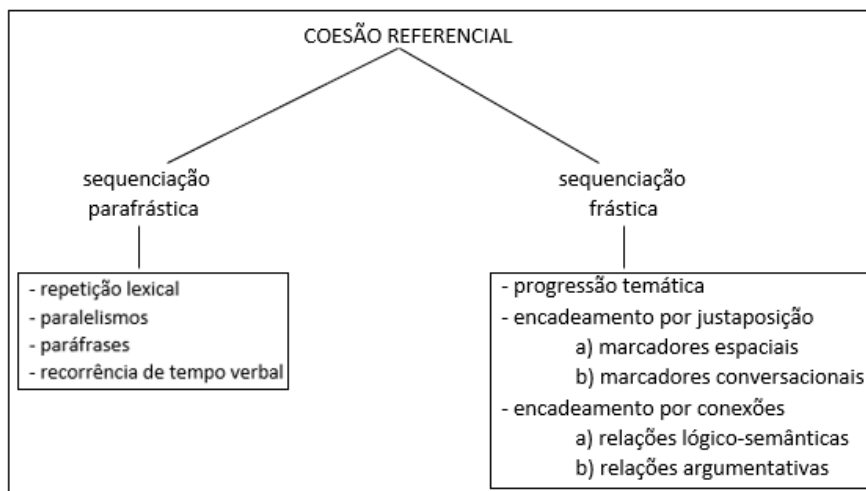 COESÃO REFERENCIAL
sequenciação
parafrástica
- repetição lexical
- paralelismos
- paráfrases
- recorrência de tempo verbal
sequenciação
frástica
- progressão temática
- encadeamento por justaposição
a) marcadores espaciais
b) marcadores conversacionais
- encadeamento por conexões
a) relações lógico-semânticas
b) relações argumentativas